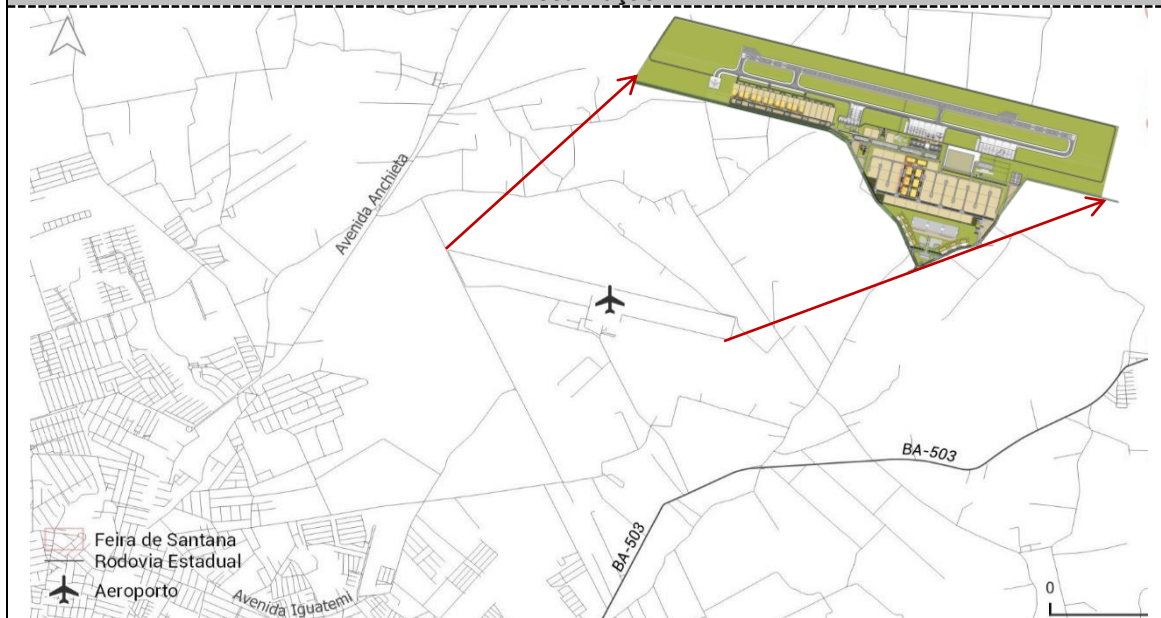 Avenida Anchieta
BA-503
BA-503
Feira de Santana
Rodovia Estadual
Aeroporto
Avenida Iguatemi
0